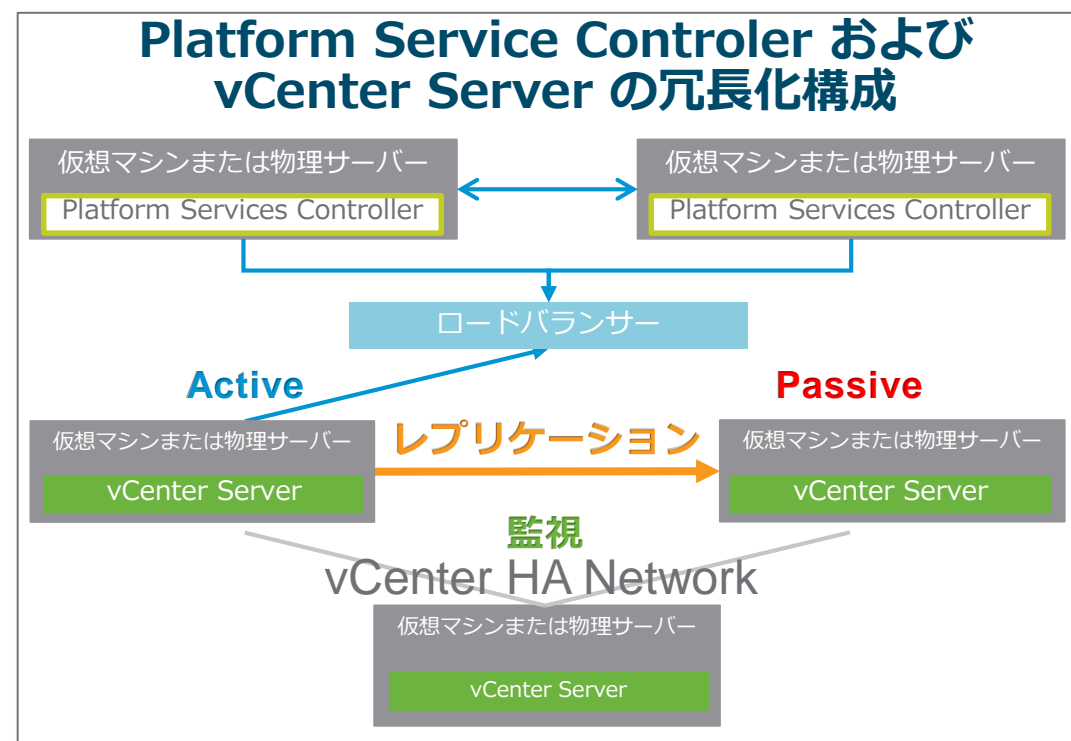 Platform Service Controler および
vCenter Server の冗長化構成
仮想マシンまたは物理サーバー
Platform Services Controller
仮想マシンまたは物理サーバー
Platform Services Controller
ロードバランサー
Active
Passive
仮想マシンまたは物理サーバー
vCenter Server
レプリケーション
仮想マシンまたは物理サーバー
vCenter Server
監視
vCenter HA Network
仮想マシンまたは物理サーバー
vCenter Server